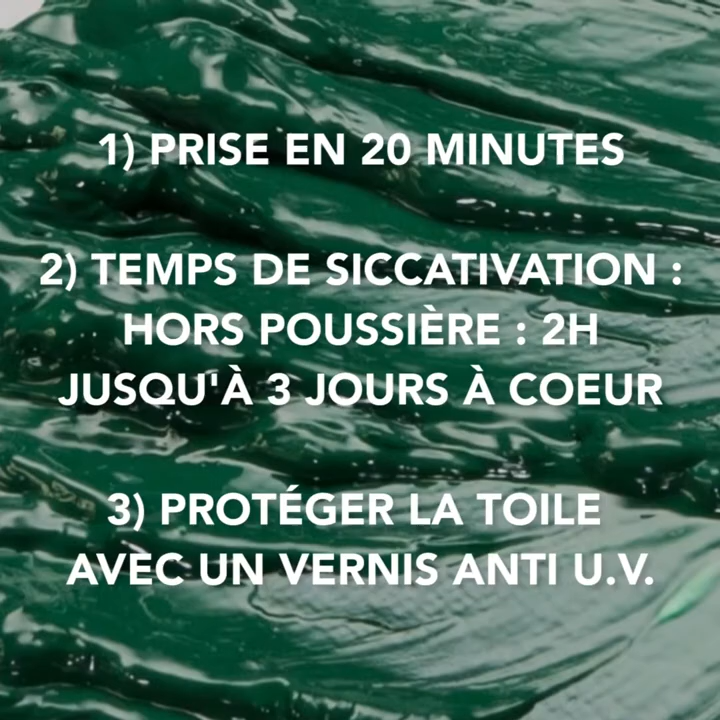 1) PRISE EN 20 MINUTES
2) TEMPS DE SICCATIVATION :
HORS POUSSIÈRE : 2H
JUSQU'À 3 JOURS À COEUR
3) PROTÉGER LA TOILE
AVEC UN VERNIS ANTI U.V.